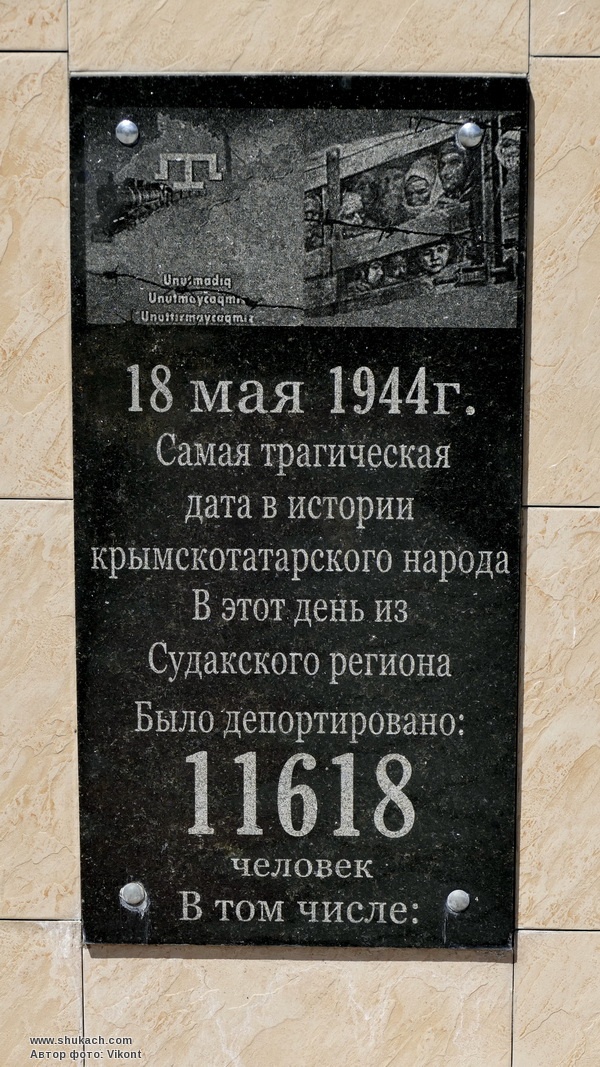 Unutmadıq
Unutmaycaqmız
Unuttırmaycaqmız
18 мая 1944г.
Самая трагическая
дата в истории
крымскотатарского народа
В этот день из
Судакского региона
Было депортировано:
11618
человек
В том числе:
www.shukach.com
Автор фото: Vikont